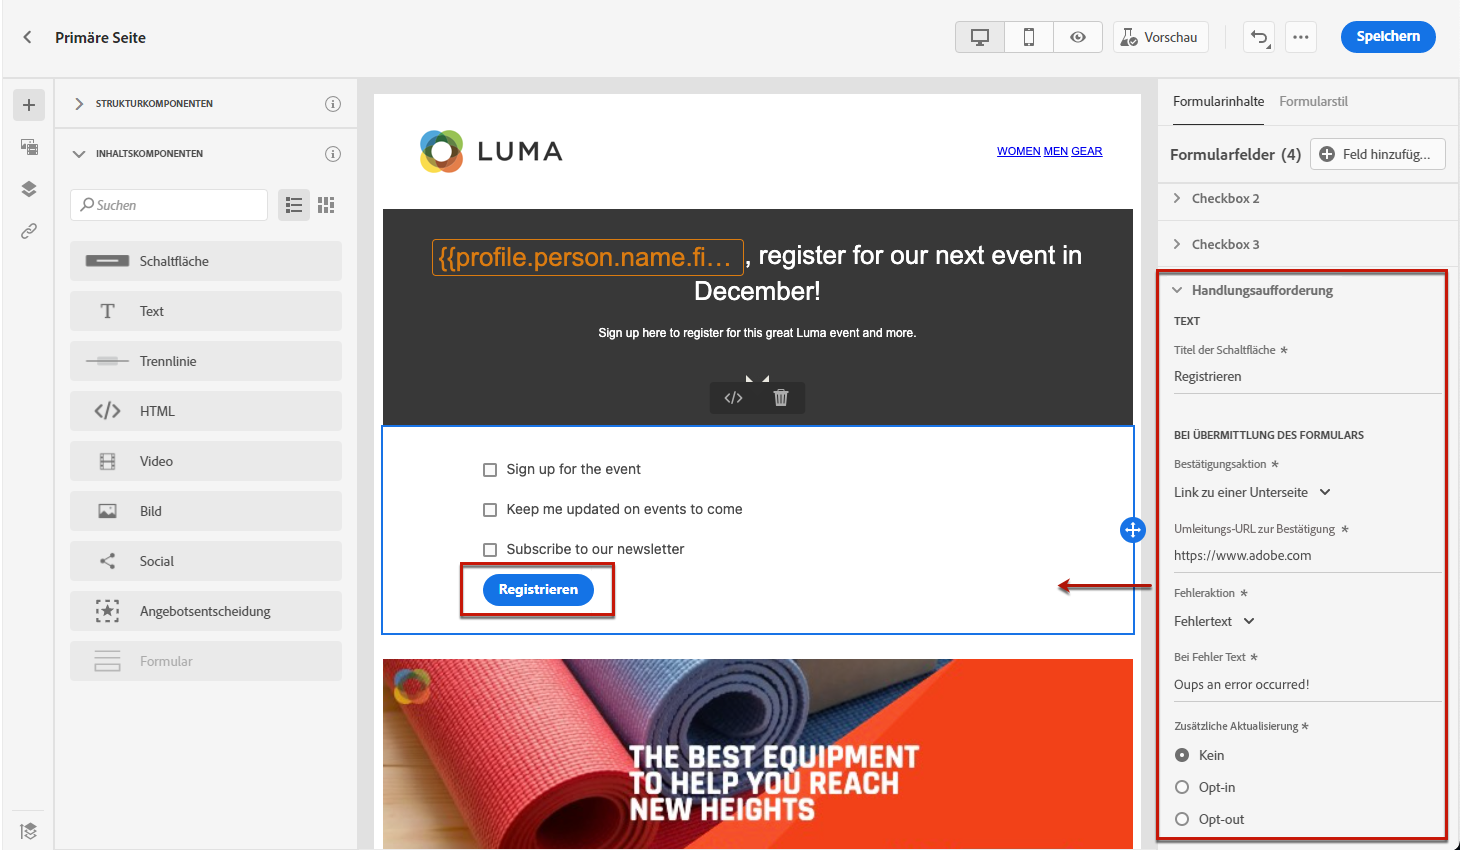 Primäre Seite
Vorschau
Speichern
STRUKTURKOMPONENTEN
INHALTSKOMPONENTEN
Suchen
Schaltfläche
Text
Trennlinie
HTML
Video
Bild
Social
Angebotsentscheidung
Formular
LUMA
WOMEN MEN GEAR
{{profile.person.name.fi... , register for our next event in
December!
Sign up here to register for this great Luma event and more.
Sign up for the event
Keep me updated on events to come
Subscribe to our newsletter
Registrieren
THE BEST EQUIPMENT
TO HELP YOU REACH
NEW HEIGHTS
Formularinhalte
Formularstil
Formularfelder (4)
Feld hinzufüg...
Checkbox 2
Checkbox 3
Handlungsaufforderung
TEXT
Titel der Schaltfläche *
Registrieren
BEI ÜBERMITTLUNG DES FORMULARS
Bestätigungsaktion *
Link zu einer Unterseite
Umleitungs-URL zur Bestätigung *
https://www.adobe.com
Fehleraktion *
Fehlertext
Bei Fehler Text *
Oups an error occurred!
Zusätzliche Aktualisierung *
Kein
Opt-in
Opt-out